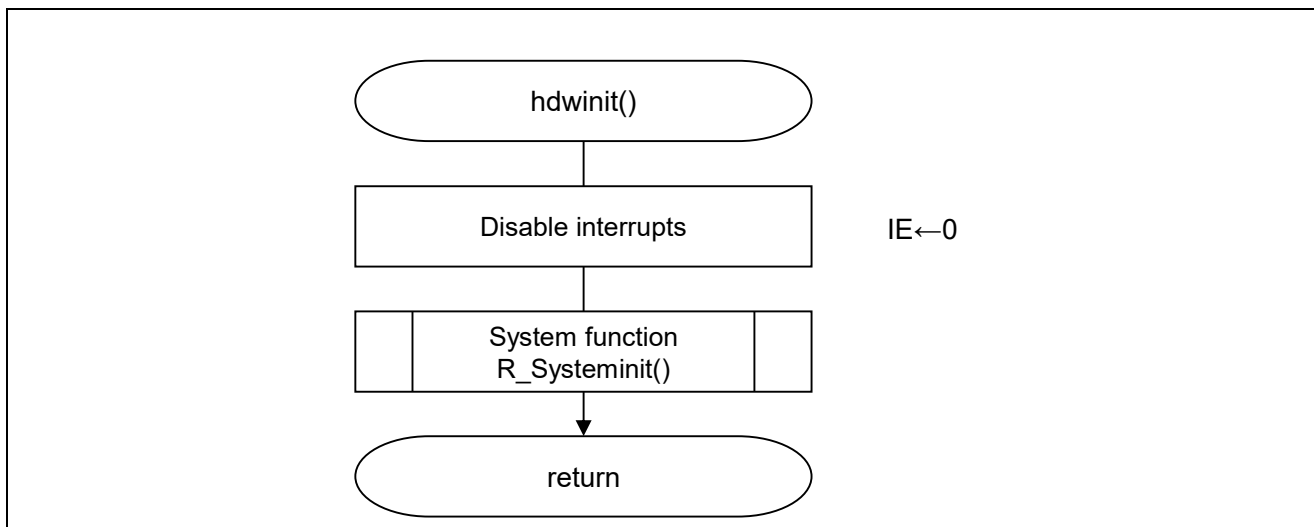 hdwinit()
Disable interrupts
IE←0
System function
R_Systeminit()
return